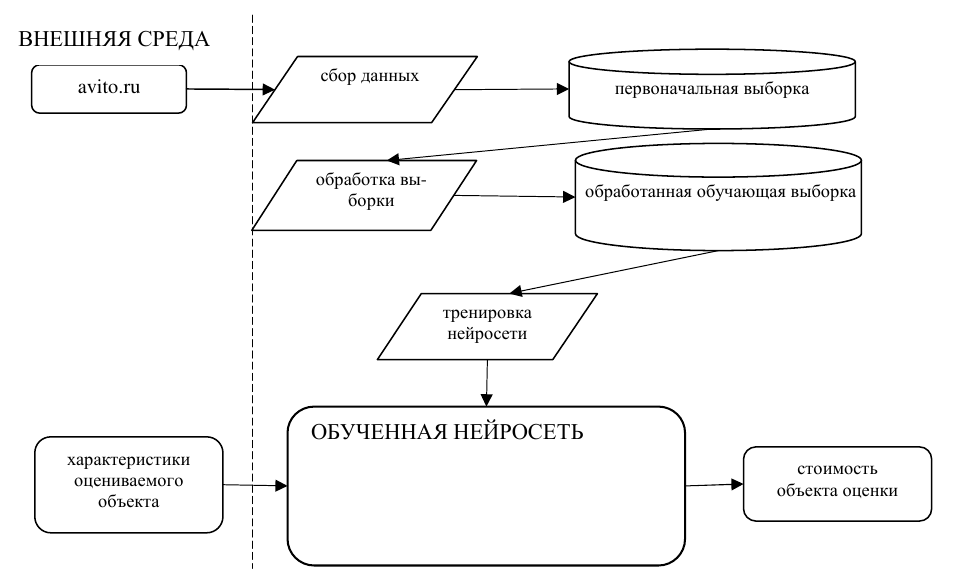 ВНЕШНЯЯ СРЕДА
avito.ru
сбор данных
первоначальная выборка
обработка вы-
борки
обработанная обучающая выборка
тренировка
нейросети
ОБУЧЕННАЯ НЕЙРОСЕТЬ
характеристики
оцениваемого
объекта
стоимость
объекта оценки